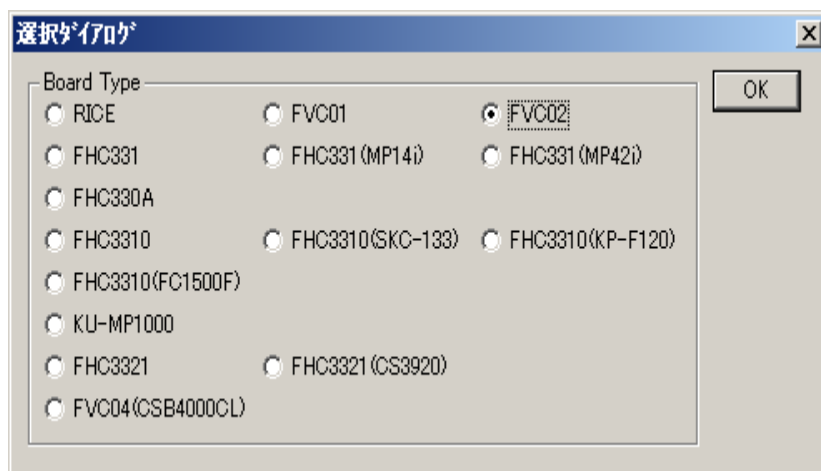 選択ﾀﾞｲｱﾛｸﾞ
Board Type
OK
RICE FVC01 FVC02
FHC331 FHC331(MP14i) FHC331(MP42i)
FHC330A
FHC3310 FHC3310(SKC-133) FHC3310(KP-F120)
FHC3310(FC1500F)
KU-MP1000
FHC3321 FHC3321(CS3920)
FVC04(CSB4000CL)